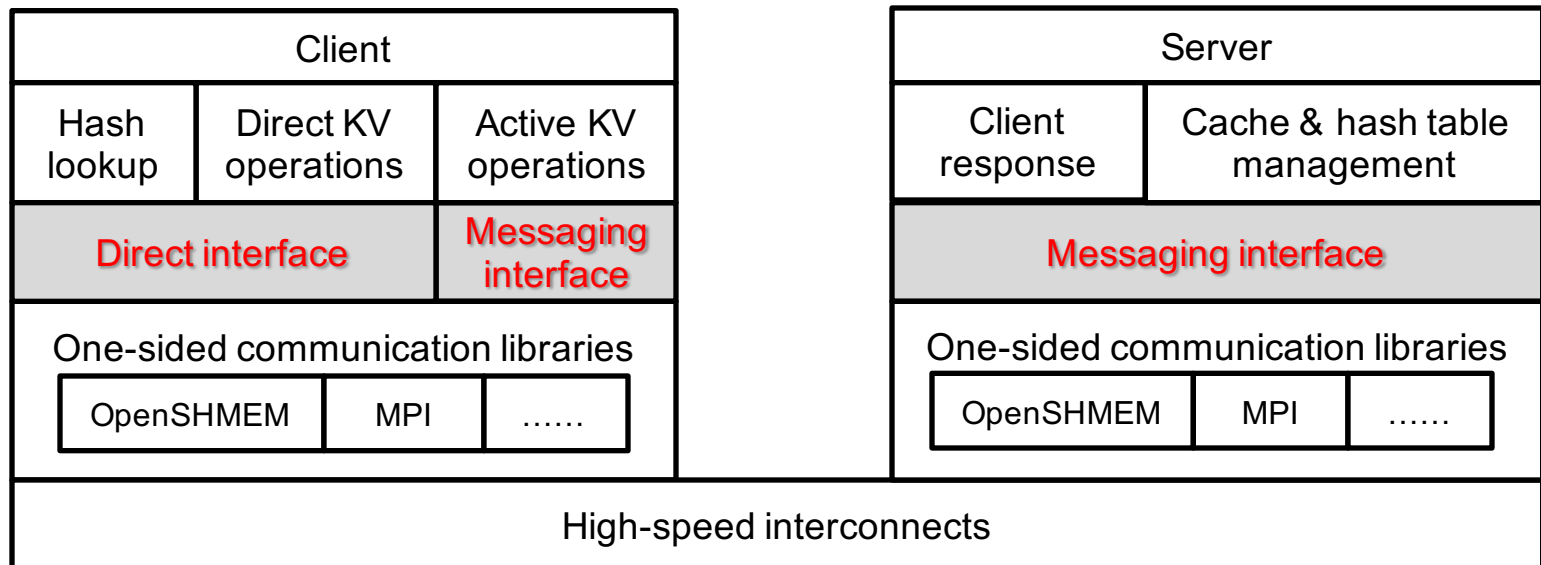 Client
Hash
lookup
Direct KV
operations
Active KV
operations
Direct interface
Messaging
interface
One-sided communication libraries
OpenSHMEM
MPI
......
Server
Client
response
Cache & hash table
management
Messaging interface
One-sided communication libraries
OpenSHMEM
MPI
......
High-speed interconnects